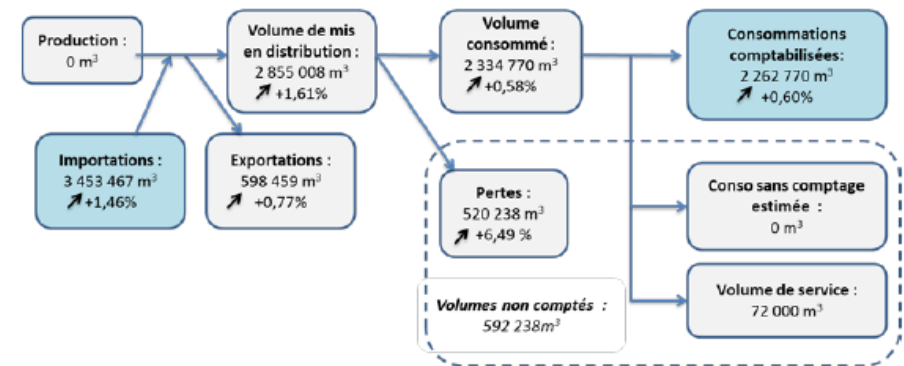 Production :
0 m³
Volume de mis
en distribution :
2 855 008 m³
+1,61%
Volume
consommé :
2 334 770 m³
+0,58%
Consommations
comptabilisées:
2 262 770 m³
+0,60%
Importations :
3 453 467 m³
+1,46%
Exportations :
598 459 m³
+0,77%
Pertes :
520 238 m³
+6,49 %
Conso sans comptage
estimée :
0 m³
Volumes non comptés :
592 238m³
Volume de service :
72 000 m³